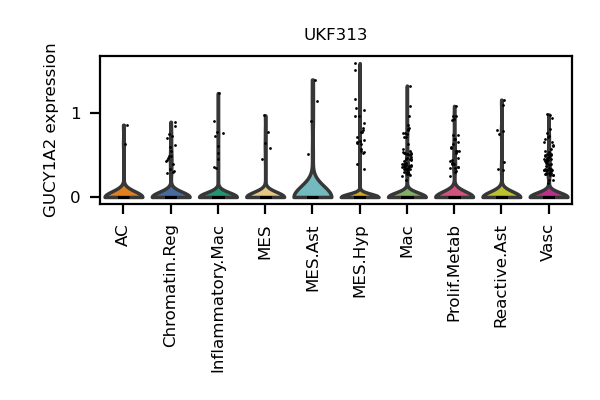 UKF313
GUCY1A2 expression
1
0
AC
Chromatin.Reg
Inflammatory.Mac
MES
MES.Ast
MES.Hyp
Mac
Prolif.Metab
Reactive.Ast
Vasc